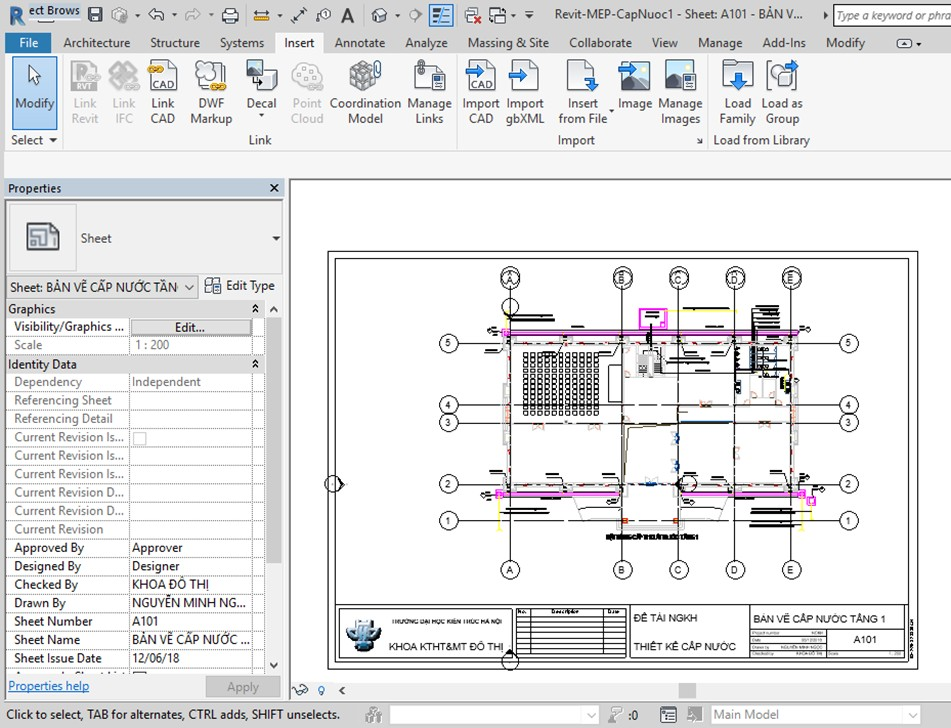 ect Brows
Revit-MEP-CapNuoc1 - Sheet: A101 - BẢN V...
Type a keyword or phra
File Architecture Structure Systems Insert Annotate Analyze Massing & Site Collaborate View Manage Add-Ins Modify
Modify
Link Revit
Link IFC
Link CAD
DWF Markup
Decal
Point Cloud
Coordination Model
Manage Links
Import CAD
Import gbXML
Insert from File
Image
Manage Images
Load Family
Load as Group
Select
Link
Import
Load from Library
Properties
Sheet
Sheet: BẢN VẼ CẤP NƯỚC TẦN
Edit Type
Graphics
Visibility/Graphics ... Edit...
Scale 1 : 200
Identity Data
Dependency Independent
Referencing Sheet
Referencing Detail
Current Revision Is...
Current Revision Is...
Current Revision Is...
Current Revision D...
Current Revision D...
Current Revision
Approved By Approver
Designed By Designer
Checked By KHOA ĐÔ THỊ
Drawn By NGUYỄN MINH NG...
Sheet Number A101
Sheet Name BẢN VẼ CẤP NƯỚC ...
Sheet Issue Date 12/06/18
Properties help
Apply
A B C D E
5 5
4 4
3 3
2 2
1 1
A B C D E
TRƯỜNG ĐẠI HỌC KIẾN TRÚC HÀ NỘI
KHOA KTHT&MT ĐÔ THỊ
No. Description Date
ĐỀ TÀI NGKH
THIẾT KẾ CẤP NƯỚC
BẢN VẼ CẤP NƯỚC TẦNG 1
A101
Click to select, TAB for alternates, CTRL adds, SHIFT unselects.
:0
Main Model